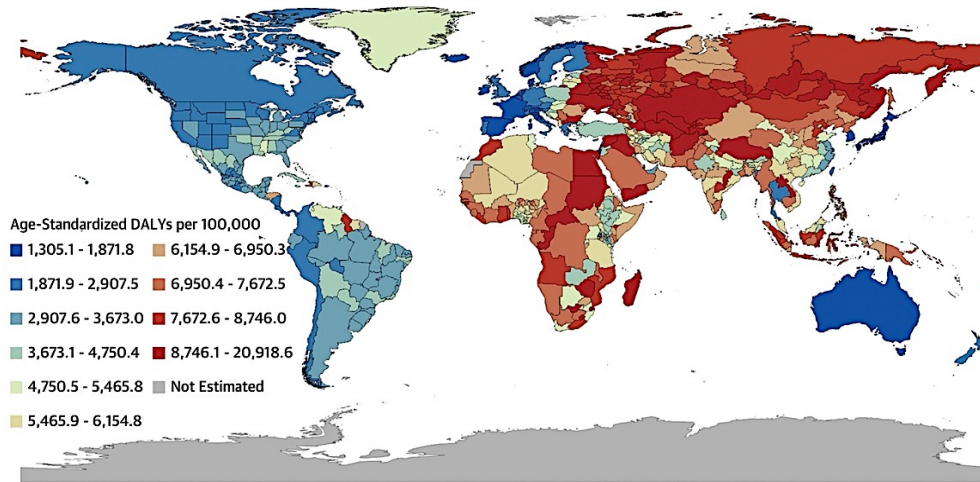 Age-Standardized DALYs per 100,000
1,305.1 - 1,871.8
1,871.9 - 2,907.5
2,907.6 - 3,673.0
3,673.1 - 4,750.4
4,750.5 - 5,465.8
5,465.9 - 6,154.8
6,154.9 - 6,950.3
6,950.4 - 7,672.5
7,672.6 - 8,746.0
8,746.1 - 20,918.6
Not Estimated